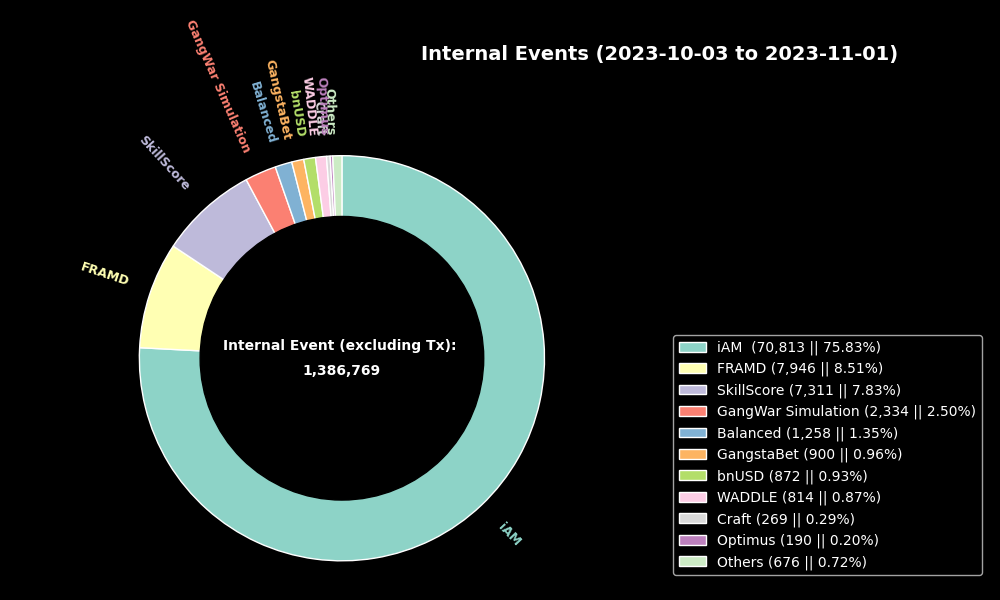 Internal Events (2023-10-03 to 2023-11-01)
GangWar Simulation
Balanced
GangstaBet
bnUSD
WADDLE
Craft
Optimus
Others
SkillScore
FRAMD
iAM
Internal Event (excluding Tx):
1,386,769
iAM  (70,813 || 75.83%)
FRAMD (7,946 || 8.51%)
SkillScore (7,311 || 7.83%)
GangWar Simulation (2,334 || 2.50%)
Balanced (1,258 || 1.35%)
GangstaBet (900 || 0.96%)
bnUSD (872 || 0.93%)
WADDLE (814 || 0.87%)
Craft (269 || 0.29%)
Optimus (190 || 0.20%)
Others (676 || 0.72%)